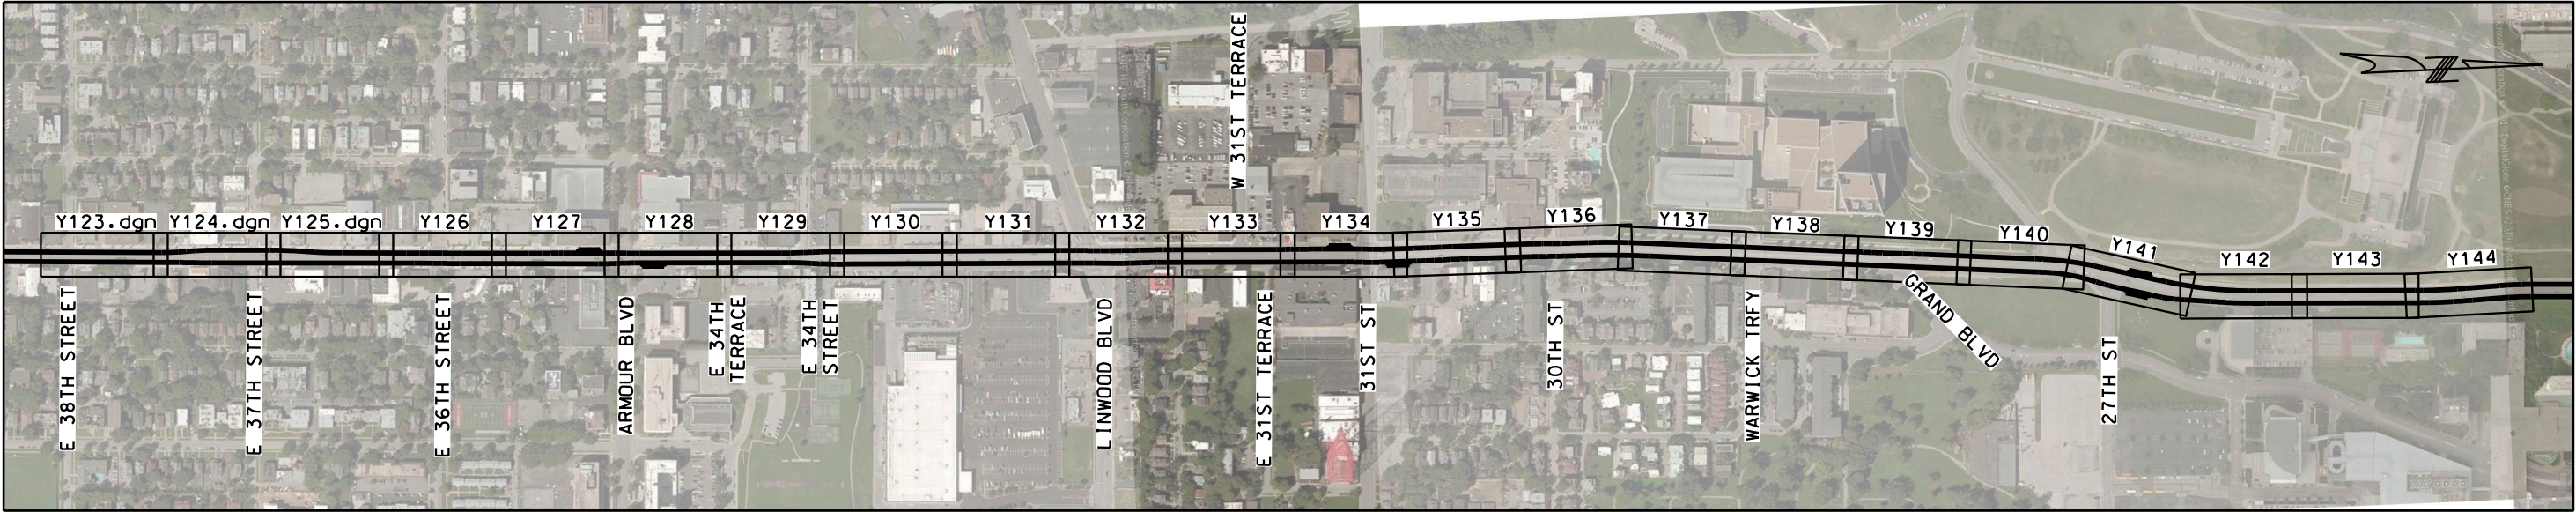 W 31ST TERRACE
Y123.dgn
Y124.dgn
Y125.dgn
Y126
Y127
Y128
Y129
Y130
Y131
Y132
Y133
Y134
Y135
Y136
Y137
Y138
Y139
Y140
Y141
Y142
Y143
Y144
E 38TH STREET
E 37TH STREET
E 36TH STREET
ARMOUR BLVD
E 34TH
TERRACE
E 34TH
STREET
LINWOOD BLVD
E 31ST TERRACE
31ST ST
30TH ST
WARWICK TRFY
GRAND BLVD
27TH ST